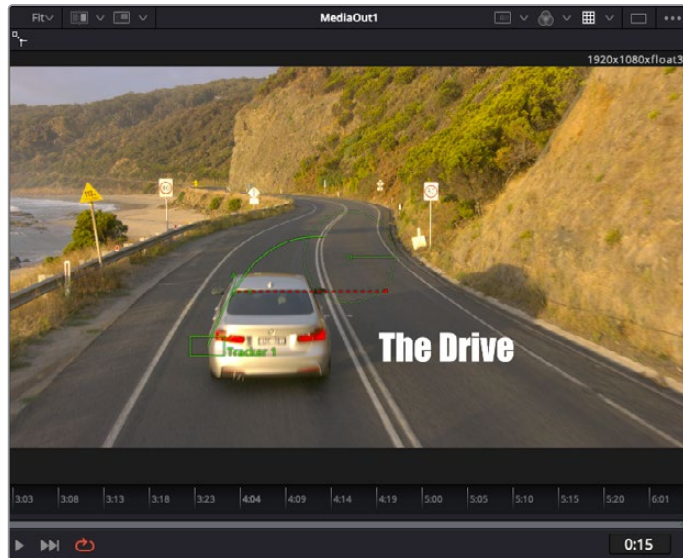 Fit
MediaOut1
1920x1080xfloat3
Tracker 1
The Drive
3:03 3:08 3:13 3:18 3:23 4:04 4:09 4:14 4:19 5:00 5:05 5:10 5:15 5:20 6:01
0:15